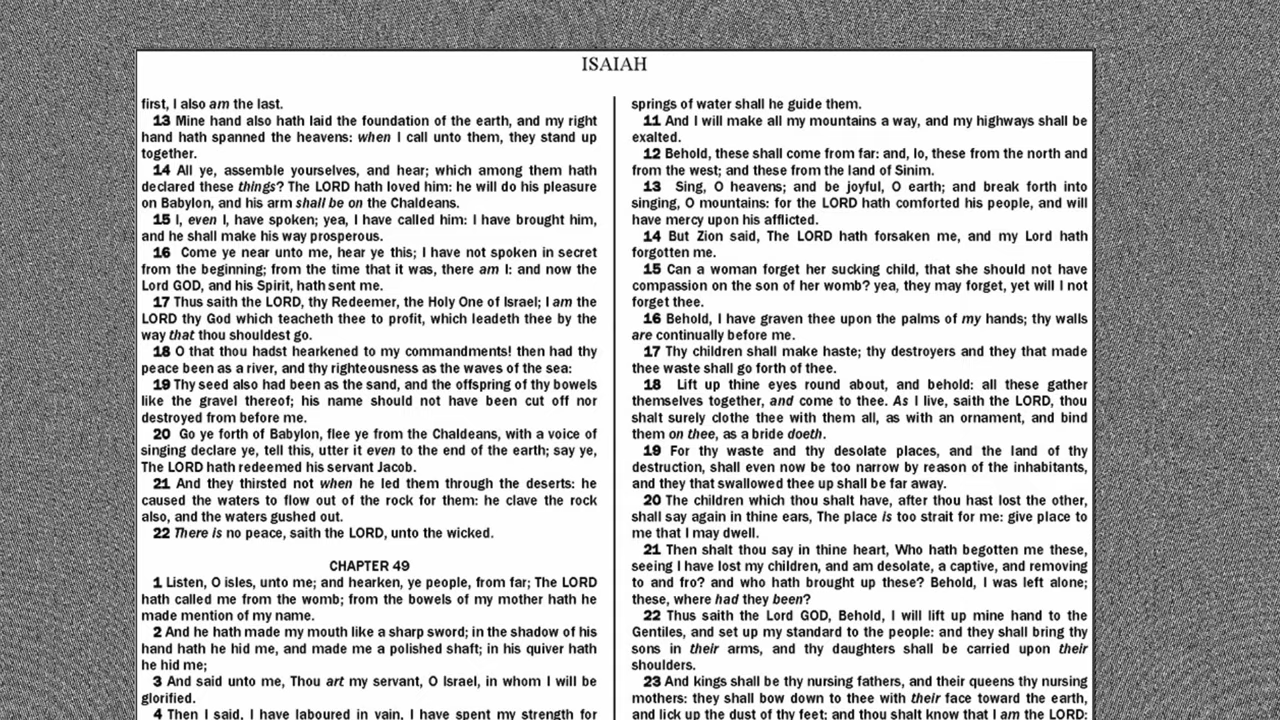 ISAIAH
first, I also am the last.
13 Mine hand also hath laid the foundation of the earth, and my right
hand hath spanned the heavens: when I call unto them, they stand up
together.
14 All ye, assemble yourselves, and hear; which among them hath
declared these things? The LORD hath loved him: he will do his pleasure
on Babylon, and his arm shall be on the Chaldeans.
15 I, even I, have spoken; yea, I have called him: I have brought him,
and he shall make his way prosperous.
16 Come ye near unto me, hear ye this; I have not spoken in secret
from the beginning; from the time that it was, there am I: and now the
Lord GOD, and his Spirit, hath sent me.
17 Thus saith the LORD, thy Redeemer, the Holy One of Israel; I am the
LORD thy God which teacheth thee to profit, which leadeth thee by the
way that thou shouldest go.
18 O that thou hadst hearkened to my commandments! then had thy
peace been as a river, and thy righteousness as the waves of the sea:
19 Thy seed also had been as the sand, and the offspring of thy bowels
like the gravel thereof; his name should not have been cut off nor
destroyed from before me.
20 Go ye forth of Babylon, flee ye from the Chaldeans, with a voice of
singing declare ye, tell this, utter it even to the end of the earth; say ye,
The LORD hath redeemed his servant Jacob.
21 And they thirsted not when he led them through the deserts: he
caused the waters to flow out of the rock for them: he clave the rock
also, and the waters gushed out.
22 There is no peace, saith the LORD, unto the wicked.
CHAPTER 49
1 Listen, O isles, unto me; and hearken, ye people, from far; The LORD
hath called me from the womb; from the bowels of my mother hath he
made mention of my name.
2 And he hath made my mouth like a sharp sword; in the shadow of his
hand hath he hid me, and made me a polished shaft; in his quiver hath
he hid me;
3 And said unto me, Thou art my servant, O Israel, in whom I will be
glorified.
4 Then I said, I have laboured in vain, I have spent my strength for
springs of water shall he guide them.
11 And I will make all my mountains a way, and my highways shall be
exalted.
12 Behold, these shall come from far: and, lo, these from the north and
from the west; and these from the land of Sinim.
13 Sing, O heavens; and be joyful, O earth; and break forth into
singing, O mountains: for the LORD hath comforted his people, and will
have mercy upon his afflicted.
14 But Zion said, The LORD hath forsaken me, and my Lord hath
forgotten me.
15 Can a woman forget her sucking child, that she should not have
compassion on the son of her womb? yea, they may forget, yet will I not
forget thee.
16 Behold, I have graven thee upon the palms of my hands; thy walls
are continually before me.
17 Thy children shall make haste; thy destroyers and they that made
thee waste shall go forth of thee.
18 Lift up thine eyes round about, and behold: all these gather
themselves together, and come to thee. As I live, saith the LORD, thou
shalt surely clothe thee with them all, as with an ornament, and bind
them on thee, as a bride doeth.
19 For thy waste and thy desolate places, and the land of thy
destruction, shall even now be too narrow by reason of the inhabitants,
and they that swallowed thee up shall be far away.
20 The children which thou shalt have, after thou hast lost the other,
shall say again in thine ears, The place is too strait for me: give place to
me that I may dwell.
21 Then shalt thou say in thine heart, Who hath begotten me these,
seeing I have lost my children, and am desolate, a captive, and removing
to and fro? and who hath brought up these? Behold, I was left alone;
these, where had they been?
22 Thus saith the Lord GOD, Behold, I will lift up mine hand to the
Gentiles, and set up my standard to the people: and they shall bring thy
sons in their arms, and thy daughters shall be carried upon their
shoulders.
23 And kings shall be thy nursing fathers, and their queens thy nursing
mothers: they shall bow down to thee with their face toward the earth,
and lick up the dust of thy feet; and thou shalt know that I am the LORD: